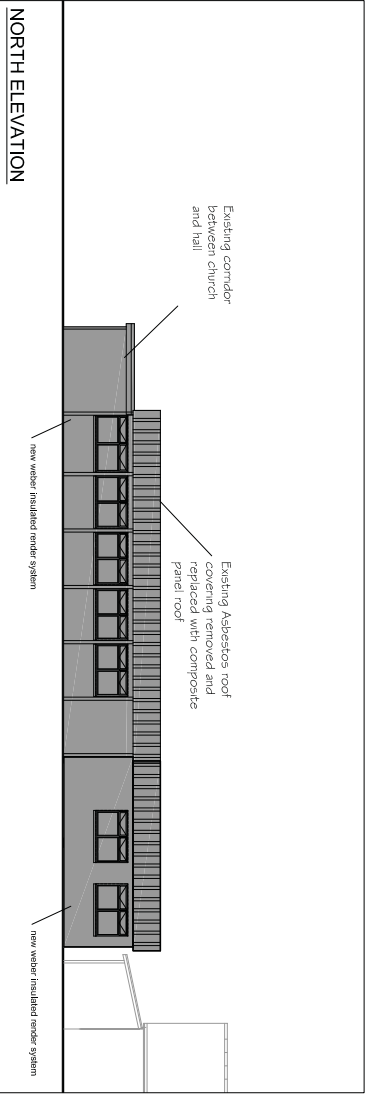 Existing corridor
between church
and hall
Existing Asbestos roof
covering removed and
replaced with composite
panel roof
new weber insulated render system
new weber insulated render system
NORTH ELEVATION